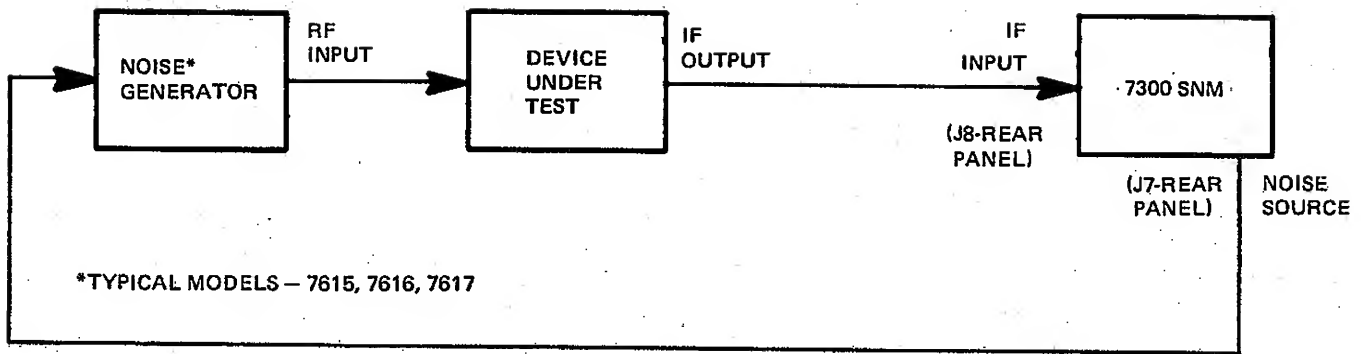 RF
INPUT
NOISE*
GENERATOR
DEVICE
UNDER
TEST
IF
OUTPUT
IF
INPUT
7300 SNM
(J8-REAR
PANEL)
(J7-REAR
PANEL)
NOISE
SOURCE
*TYPICAL MODELS — 7615, 7616, 7617